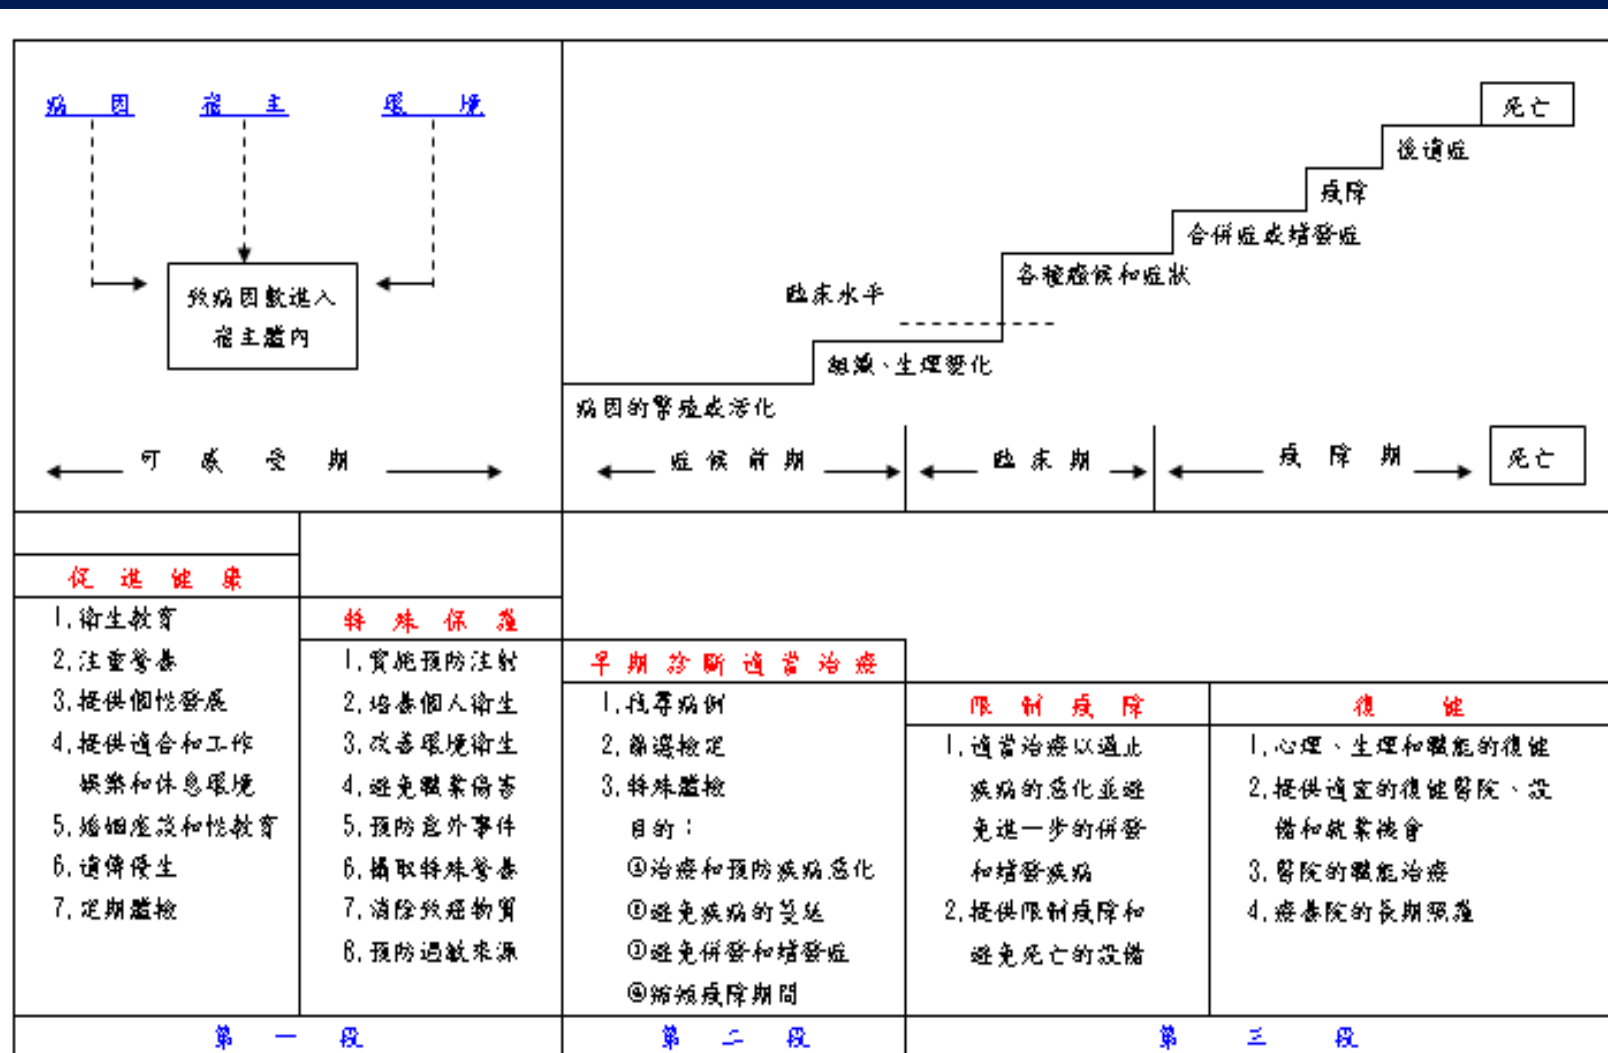 病因 宿主 環境
致病因數進入
宿主體內
死亡
後遺症
殘障
合併症或增發症
各種癥候和症狀
臨床水平
組織、生理變化
病因的繁殖或活化
可感受期
症候前期
臨床期
殘障期
死亡
促進健康
1.衛生教育
2.注重營養
3.提供個性發展
4.提供適合和工作
娛樂和休息環境
5.婚姻座談和性教育
6.遺傳優生
7.定期體檢
特殊保護
1.實施預防注射
2.培養個人衛生
3.改善環境衛生
4.避免職業傷害
5.預防意外事件
6.攝取特殊營養
7.消除致癌物質
8.預防過敏來源
早期診斷適當治療
1.找尋病例
2.篩選檢定
3.特殊體檢
目的：
①治療和預防疾病惡化
②避免疾病的蔓延
③避免併發和增發症
④縮短殘障期間
限制殘障
1.適當治療以遏止
疾病的惡化並避
免進一步的併發
和增發疾病
2.提供限制殘障和
避免死亡的設備
復健
1.心理、生理和職能的復健
2.提供適宜的復健醫院、設
備和就業機會
3.醫院的職能治療
4.療養院的長期照護
第一段
第二段
第三段